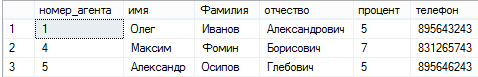 номер_агента имя Фамилия отчество процент телефон
1 1 Олег Иванов Александрович 5 895643243
2 4 Максим Фомин Борисович 7 831265743
3 5 Александр Осипов Глебович 5 895646243